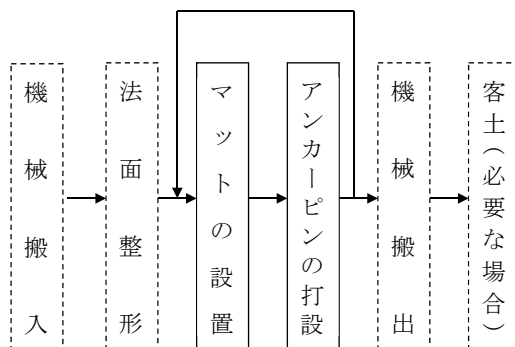 機械搬入
法面整形
マットの設置
アンカーピンの打設
機械搬出
客土(必要な場合)